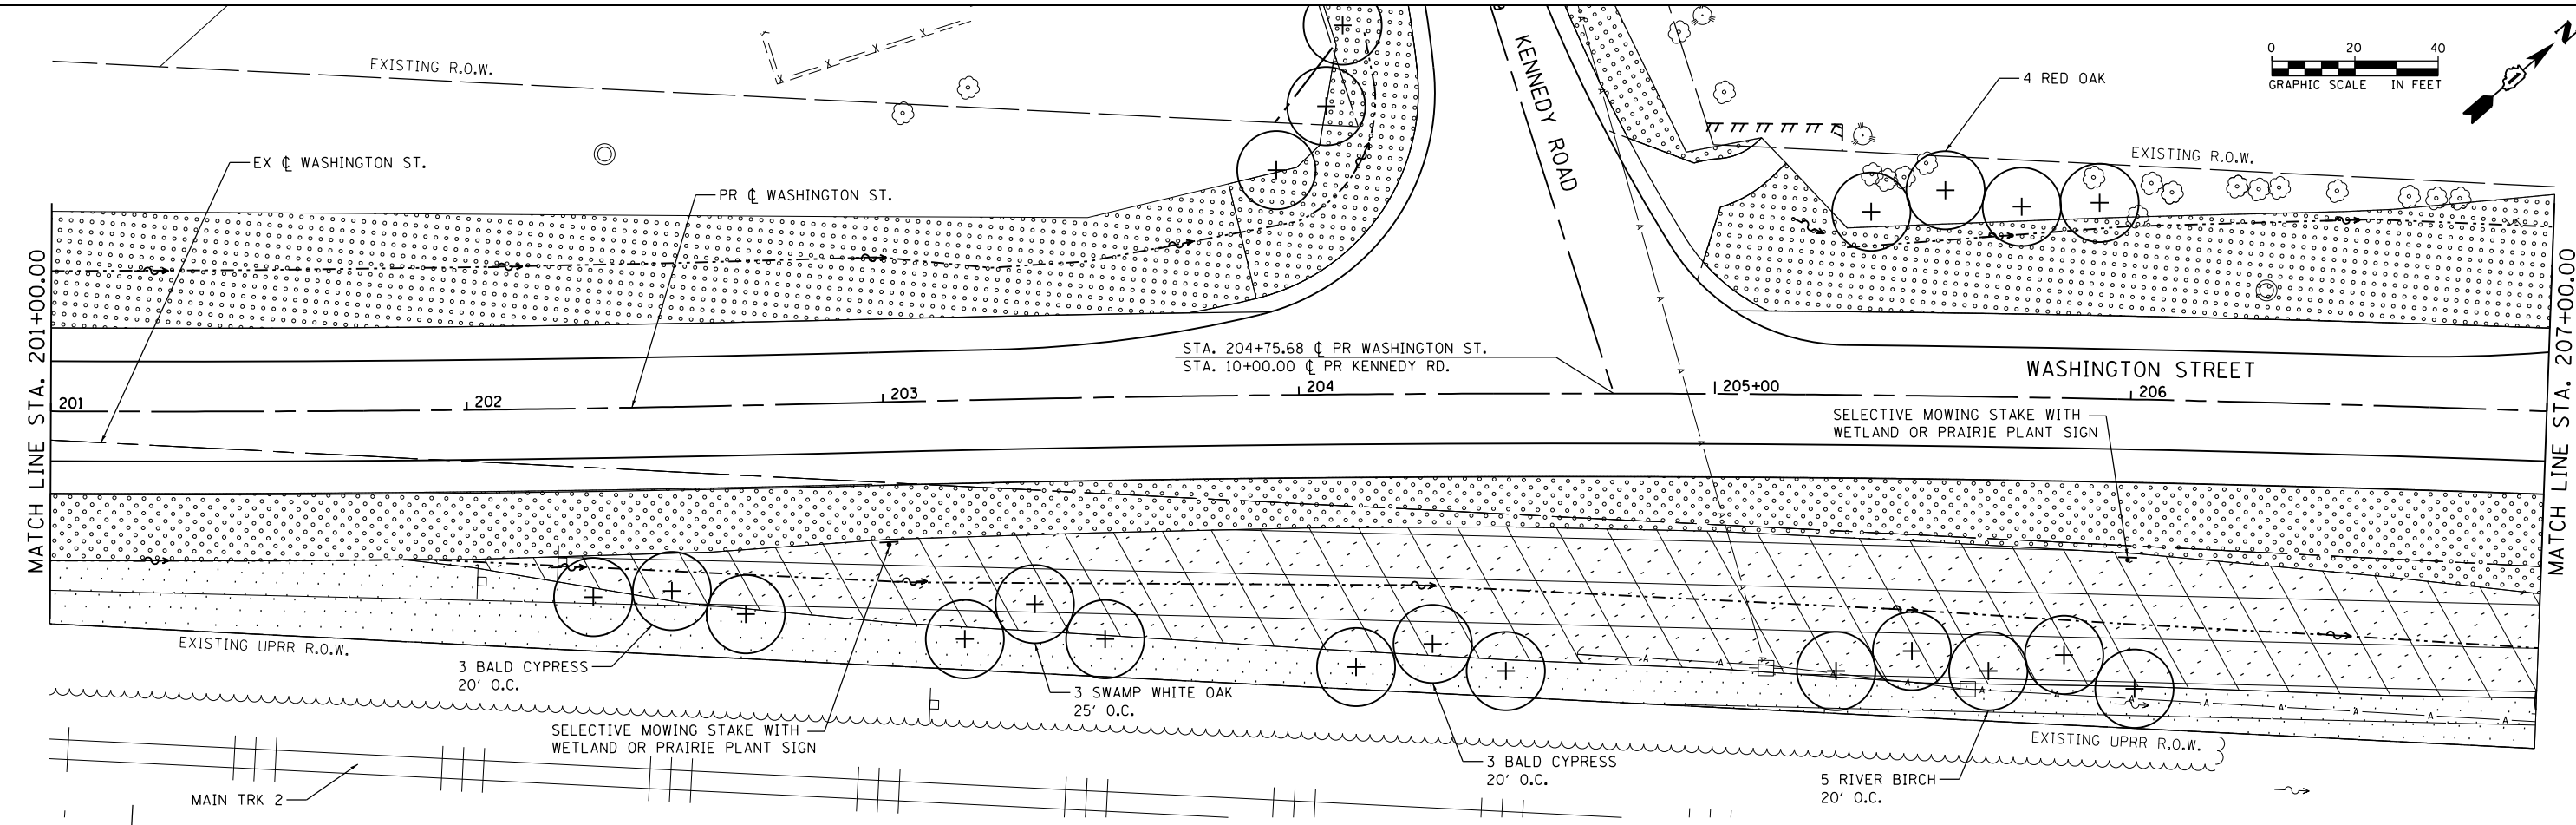 EXISTING R.O.W.
KENNEDY ROAD
4 RED OAK
0 20 40
GRAPHIC SCALE IN FEET
N
EX ℄ WASHINGTON ST.
PR ℄ WASHINGTON ST.
EXISTING R.O.W.
MATCH LINE STA. 201+00.00
MATCH LINE STA. 207+00.00
STA. 204+75.68 ℄ PR WASHINGTON ST.
STA. 10+00.00 ℄ PR KENNEDY RD.
WASHINGTON STREET
201
202
203
204
205+00
206
SELECTIVE MOWING STAKE WITH
WETLAND OR PRAIRIE PLANT SIGN
EXISTING UPRR R.O.W.
3 BALD CYPRESS
20' O.C.
3 SWAMP WHITE OAK
25' O.C.
SELECTIVE MOWING STAKE WITH
WETLAND OR PRAIRIE PLANT SIGN
3 BALD CYPRESS
20' O.C.
5 RIVER BIRCH
20' O.C.
EXISTING UPRR R.O.W.
MAIN TRK 2